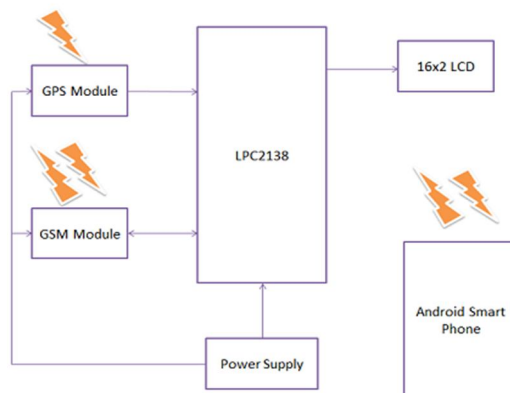 GPS Module
16x2 LCD
LPC2138
GSM Module
Android Smart
Phone
Power Supply